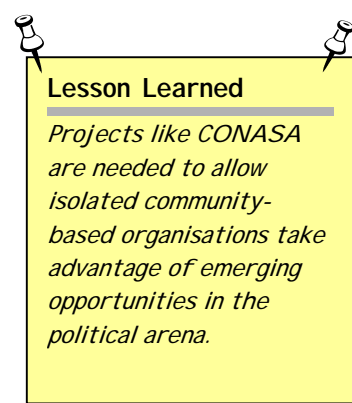 Lesson Learned
Projects like CONASA
are needed to allow
isolated community-
based organisations take
advantage of emerging
opportunities in the
political arena.